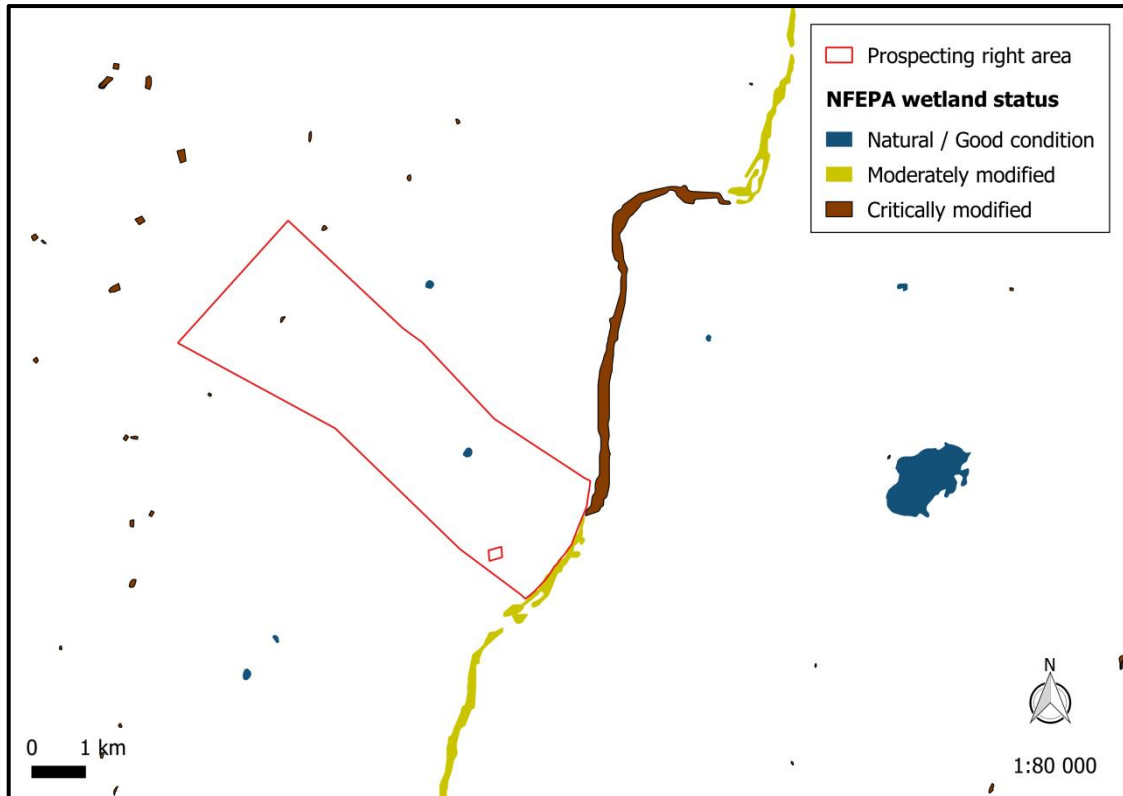 Prospecting right area
NFEPA wetland status
Natural / Good condition
Moderately modified
Critically modified
N
0 1 km
1:80 000